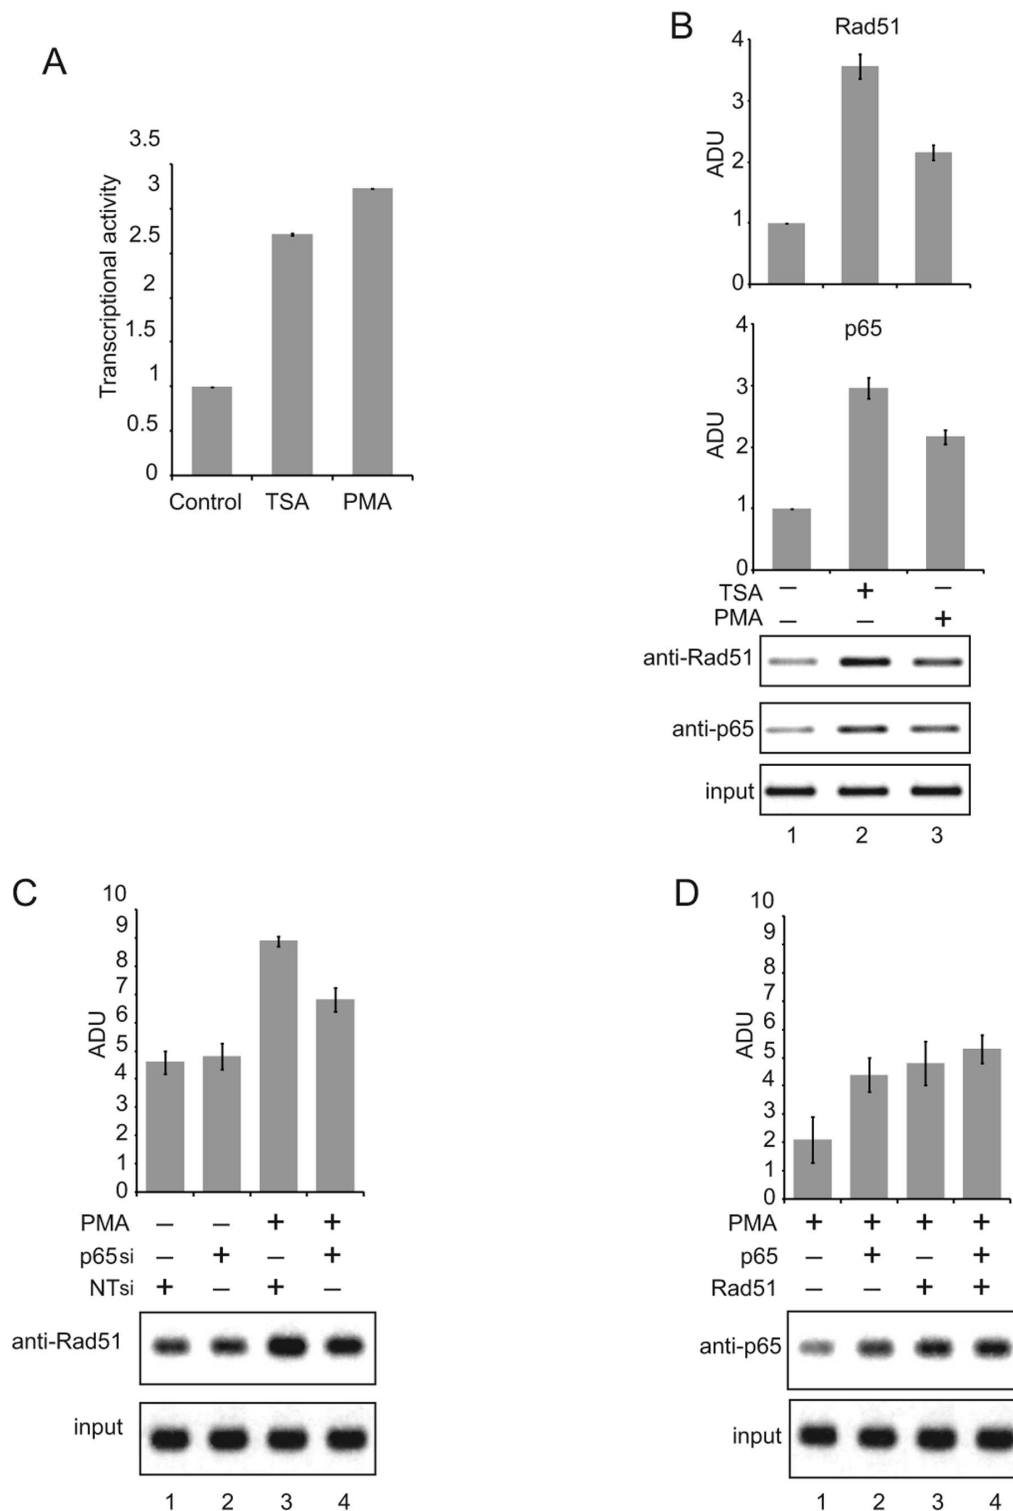 A
3.5
3
2.5
2
1.5
1
0.5
0
Transcriptional activity
Control TSA PMA
B
Rad51
4
3
2
1
0
ADU
p65
4
3
2
1
0
ADU
TSA – + –
PMA – – +
anti-Rad51
anti-p65
input
1 2 3
C
10
9
8
7
6
5
4
3
2
1
0
ADU
PMA – – + +
p65si – + – +
NTsi + – + –
anti-Rad51
input
1 2 3 4
D
10
9
8
7
6
5
4
3
2
1
0
ADU
PMA + + + +
p65 – + – +
Rad51 – – + +
anti-p65
input
1 2 3 4